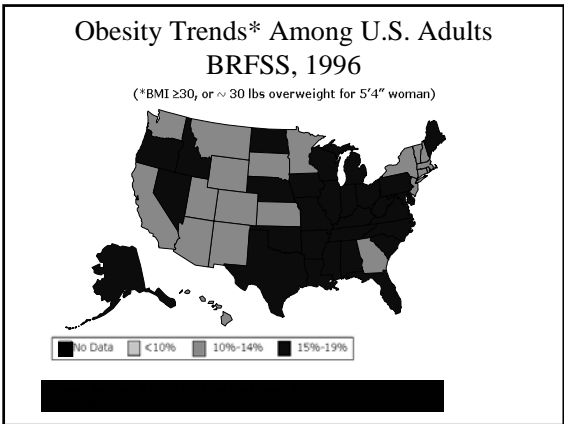 Obesity Trends* Among U.S. Adults
BRFSS, 1996
(*BMI ≥30, or ~ 30 lbs overweight for 5'4" woman)
No Data <10% 10%-14% 15%-19%